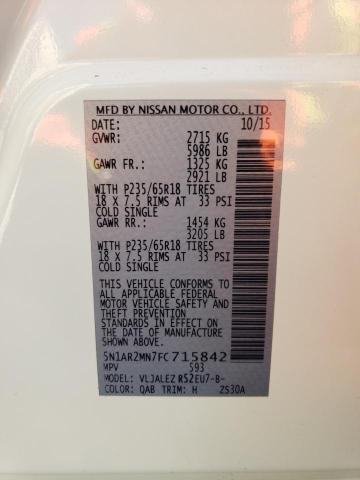 MFD BY NISSAN MOTOR CO., LTD.
DATE: 10/15
GVWR: 2715 KG
5986 LB
GAWR FR: 1325 KG
2921 LB
WITH P235/65R18 TIRES
18 X 7.5 RIMS AT 33 PSI
COLD SINGLE
GAWR RR: 1454 KG
3205 LB
WITH P235/65R18 TIRES
18 X 7.5 RIMS AT 33 PSI
COLD SINGLE
THIS VEHICLE CONFORMS TO
ALL APPLICABLE FEDERAL
MOTOR VEHICLE SAFETY AND
THEFT PREVENTION
STANDARDS IN EFFECT ON
THE DATE OF MANUFACTURE
SHOWN ABOVE
5N1AR2MN7FC715842
MPV 593
MODEL: VLJALEZ R52EU7-B-
COLOR: QAB TRIM: H ZS30A